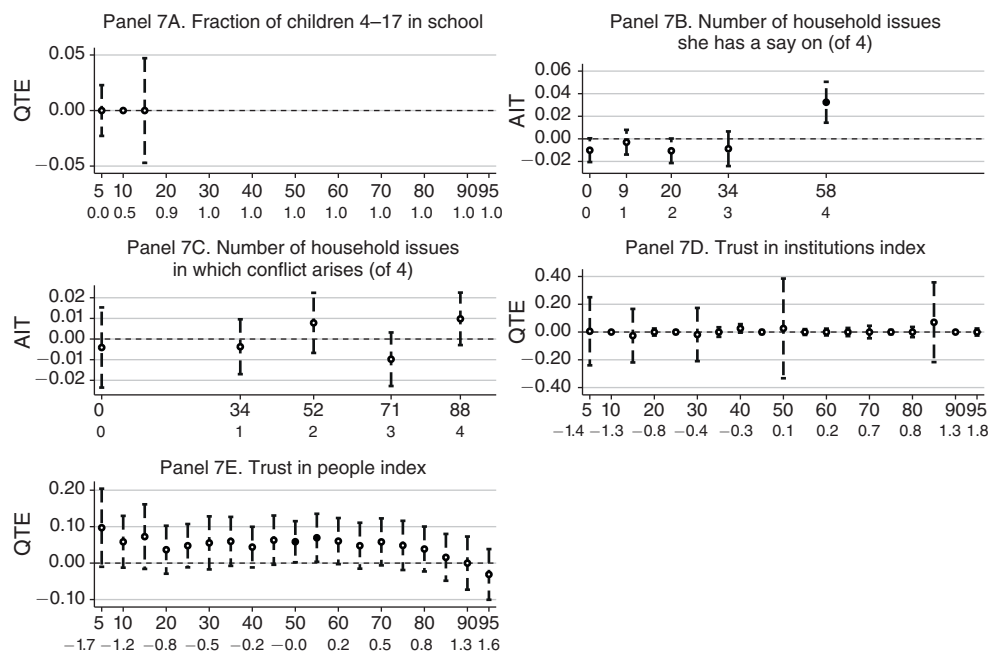 Panel 7A. Fraction of children 4–17 in school
QTE
0.05
0.00
−0.05
5 10 20 30 40 50 60 70 80 9095
0.0 0.5 0.9 1.0 1.0 1.0 1.0 1.0 1.0 1.0 1.0
Panel 7B. Number of household issues
she has a say on (of 4)
AIT
0.06
0.04
0.02
0.00
−0.02
0 9 20 34 58
0 1 2 3 4
Panel 7C. Number of household issues
in which conflict arises (of 4)
AIT
0.02
0.01
0.00
−0.01
−0.02
0 34 52 71 88
0 1 2 3 4
Panel 7D. Trust in institutions index
QTE
0.40
0.20
0.00
−0.20
−0.40
5 10 20 30 40 50 60 70 80 9095
−1.4 −1.3 −0.8 −0.4 −0.3 0.1 0.2 0.7 0.8 1.3 1.8
Panel 7E. Trust in people index
QTE
0.20
0.10
0.00
−0.10
5 10 20 30 40 50 60 70 80 9095
−1.7 −1.2 −0.8 −0.5 −0.2 −0.0 0.2 0.5 0.8 1.3 1.6